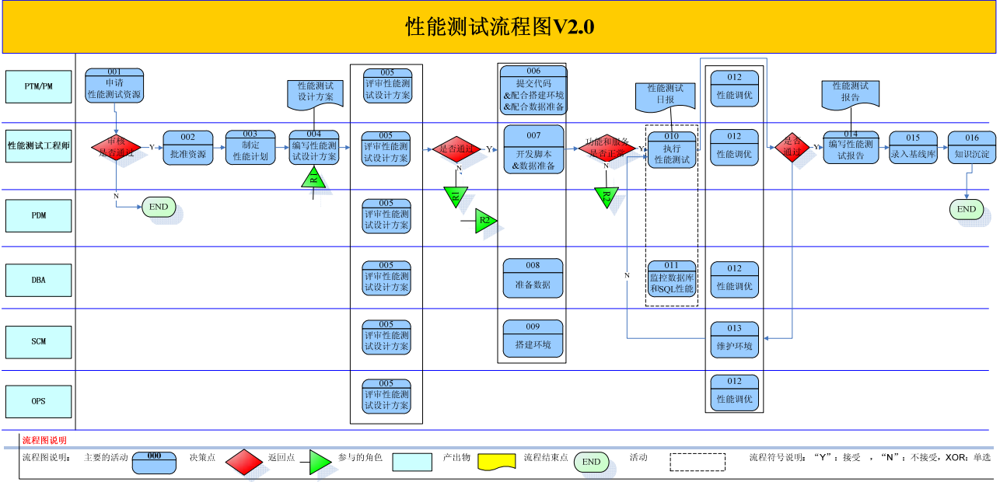 性能测试流程图V2.0
PTM/PM
001
申请
性能测试资源
性能测试
设计方案
005
评审性能测
试设计方案
006
提交代码
&配合搭建环境
&配合数据准备
性能测试
日报
012
性能调优
性能测试
报告
性能测试工程师
审核
是否通过
Y
N
002
批准资源
003
制定
性能计划
004
编写性能测
试设计方案
R1
005
评审性能测
试设计方案
是否通过
Y
N
R1
007
开发脚本
&数据准备
功能和服务
是否正常
Y
N
R2
010
执行
性能测试
012
性能调优
是否
通过
Y
014
编写性能测
试报告
015
录入基线库
016
知识沉淀
PDM
END
005
评审性能测
试设计方案
R2
END
DBA
005
评审性能测
试设计方案
008
准备数据
N
011
监控数据库
和SQL性能
012
性能调优
SCM
005
评审性能测
试设计方案
009
搭建环境
013
维护环境
OPS
005
评审性能测
试设计方案
012
性能调优
流程图说明
流程图说明： 主要的活动 000 决策点 返回点 参与的角色 产出物 流程结束点 END 活动 流程符号说明：“Y”：接受 ，“N”：不接受，XOR：单选